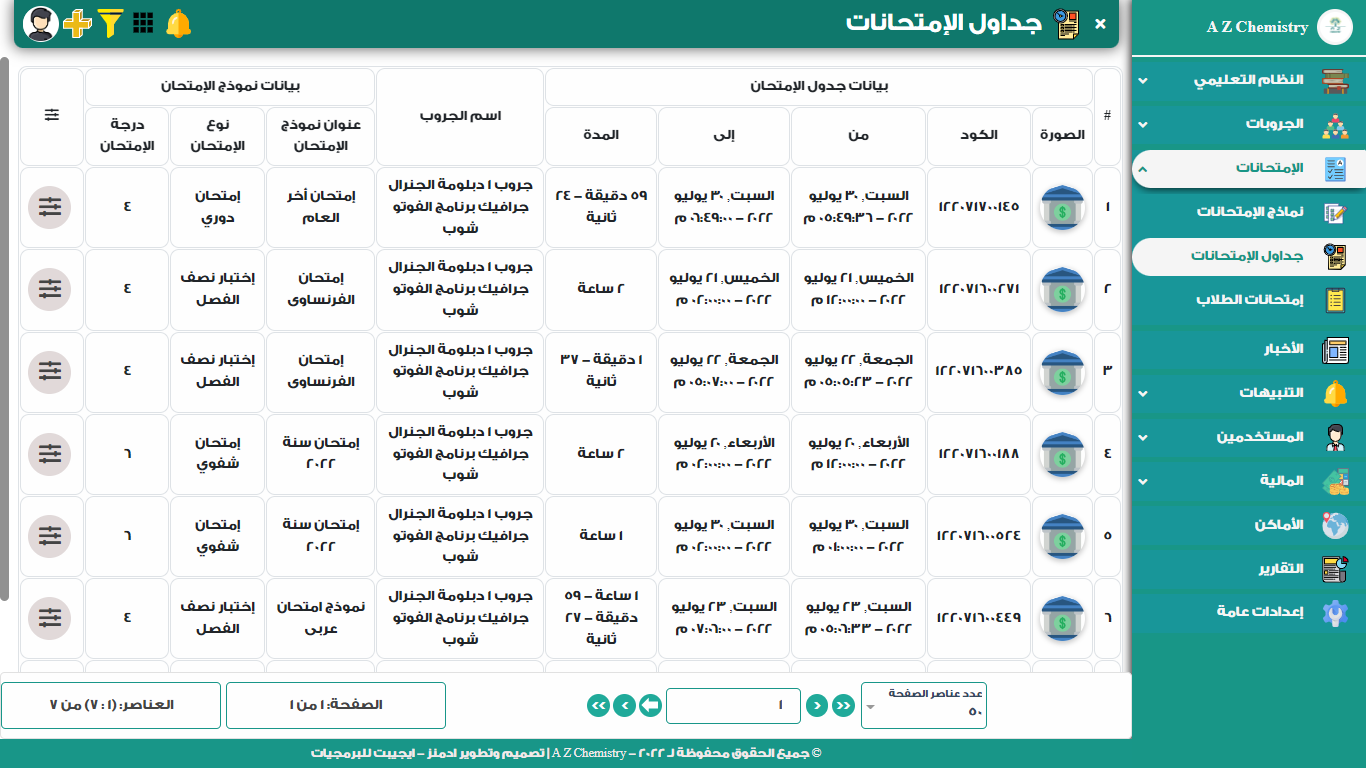 A Z Chemistry
النظام التعليمي
الجروبات
الإمتحانات
نماذج الإمتحانات
جداول الإمتحانات
إمتحانات الطلاب
الأخبار
التنبيهات
المستخدمين
المالية
الأماكن
التقارير
إعدادات عامة
× جداول الإمتحانات
# بيانات جدول الإمتحان اسم الجروب بيانات نموذج الإمتحان
الصورة الكود من إلى المدة عنوان نموذج نوع درجة
الإمتحان الإمتحان الإمتحان
جروب ١ دبلومة الجنرال
١ ١٢٢٠٧١٧٠٠١٤٥ السبت, ٣٠ يوليو السبت, ٣٠ يوليو ٥٩ دقيقة – ٢٤ جرافيك برنامج الفوتو إمتحان أخر إمتحان ٤
٢٠٢٢ – ٠٥:٤٩:٣٦ م ٢٠٢٢ – ٠٦:٤٩:٠٠ م ثانية شوب العام دوري
جروب ١ دبلومة الجنرال
٢ ١٢٢٠٧١٦٠٠٢٧١ الخميس, ٢١ يوليو الخميس, ٢١ يوليو ٢ ساعة جرافيك برنامج الفوتو إمتحان إختبار نصف ٤
٢٠٢٢ – ١٢:٠٠:٠٠ م ٢٠٢٢ – ٠٢:٠٠:٠٠ م شوب الفرنساوى الفصل
جروب ١ دبلومة الجنرال
٣ ١٢٢٠٧١٦٠٠٣٨٥ الجمعة, ٢٢ يوليو الجمعة, ٢٢ يوليو ١ دقيقة – ٣٧ جرافيك برنامج الفوتو إمتحان إختبار نصف ٤
٢٠٢٢ – ٠٥:٠٥:٢٣ م ٢٠٢٢ – ٠٥:٠٧:٠٠ م ثانية شوب الفرنساوى الفصل
جروب ١ دبلومة الجنرال
٤ ١٢٢٠٧١٦٠٠١٨٨ الأربعاء, ٢٠ يوليو الأربعاء, ٢٠ يوليو ٢ ساعة جرافيك برنامج الفوتو إمتحان سنة إمتحان ٦
٢٠٢٢ – ١٢:٠٠:٠٠ م ٢٠٢٢ – ٠٢:٠٠:٠٠ م شوب ٢٠٢٢ شفوي
جروب ١ دبلومة الجنرال
٥ ١٢٢٠٧١٦٠٠٥٢٤ السبت, ٣٠ يوليو السبت, ٣٠ يوليو ١ ساعة جرافيك برنامج الفوتو إمتحان سنة إمتحان ٦
٢٠٢٢ – ٠١:٠٠:٠٠ م ٢٠٢٢ – ٠٢:٠٠:٠٠ م شوب ٢٠٢٢ شفوي
جروب ١ دبلومة الجنرال
٦ ١٢٢٠٧١٦٠٠٤٤٩ السبت, ٢٣ يوليو السبت, ٢٣ يوليو ١ ساعة – ٥٩ دقيقة – ٢٧ جرافيك برنامج الفوتو نموذج امتحان إختبار نصف ٤
٢٠٢٢ – ٠٥:٠٦:٣٣ م ٢٠٢٢ – ٠٧:٠٦:٠٠ م ثانية شوب عربى الفصل
عدد عناصر الصفحة
٥٠
١
الصفحة: ١ من ١
العناصر: (١ : ٧) من ٧
© جميع الحقوق محفوظة لـ ٢٠٢٢ – A Z Chemistry | تصميم وتطوير ادمنز – ايجيبت للبرمجيات